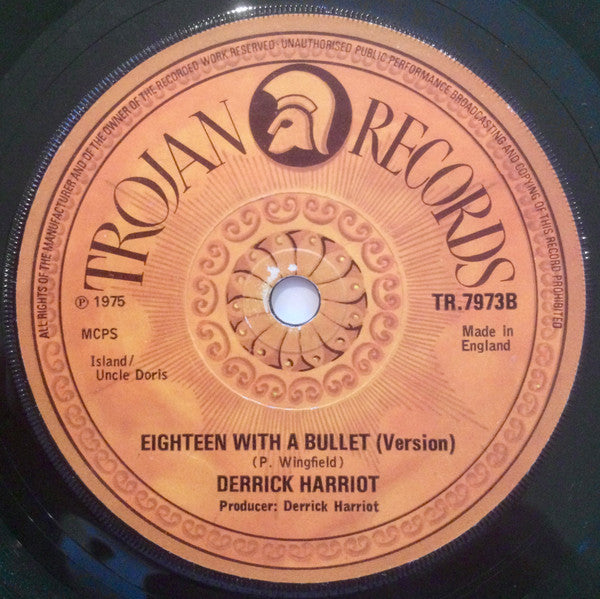 ALL RIGHTS OF THE MANUFACTURER AND OF THE OWNER OF THE RECORDED WORK RESERVED · UNAUTHORISED PUBLIC PERFORMANCE BROADCASTING AND COPYING OF THIS RECORD PROHIBITED
TROJAN RECORDS
℗ 1975
TR.7973B
MCPS
Made in
England
Island/
Uncle Doris
EIGHTEEN WITH A BULLET (Version)
(P. Wingfield)
DERRICK HARRIOT
Producer: Derrick Harriot